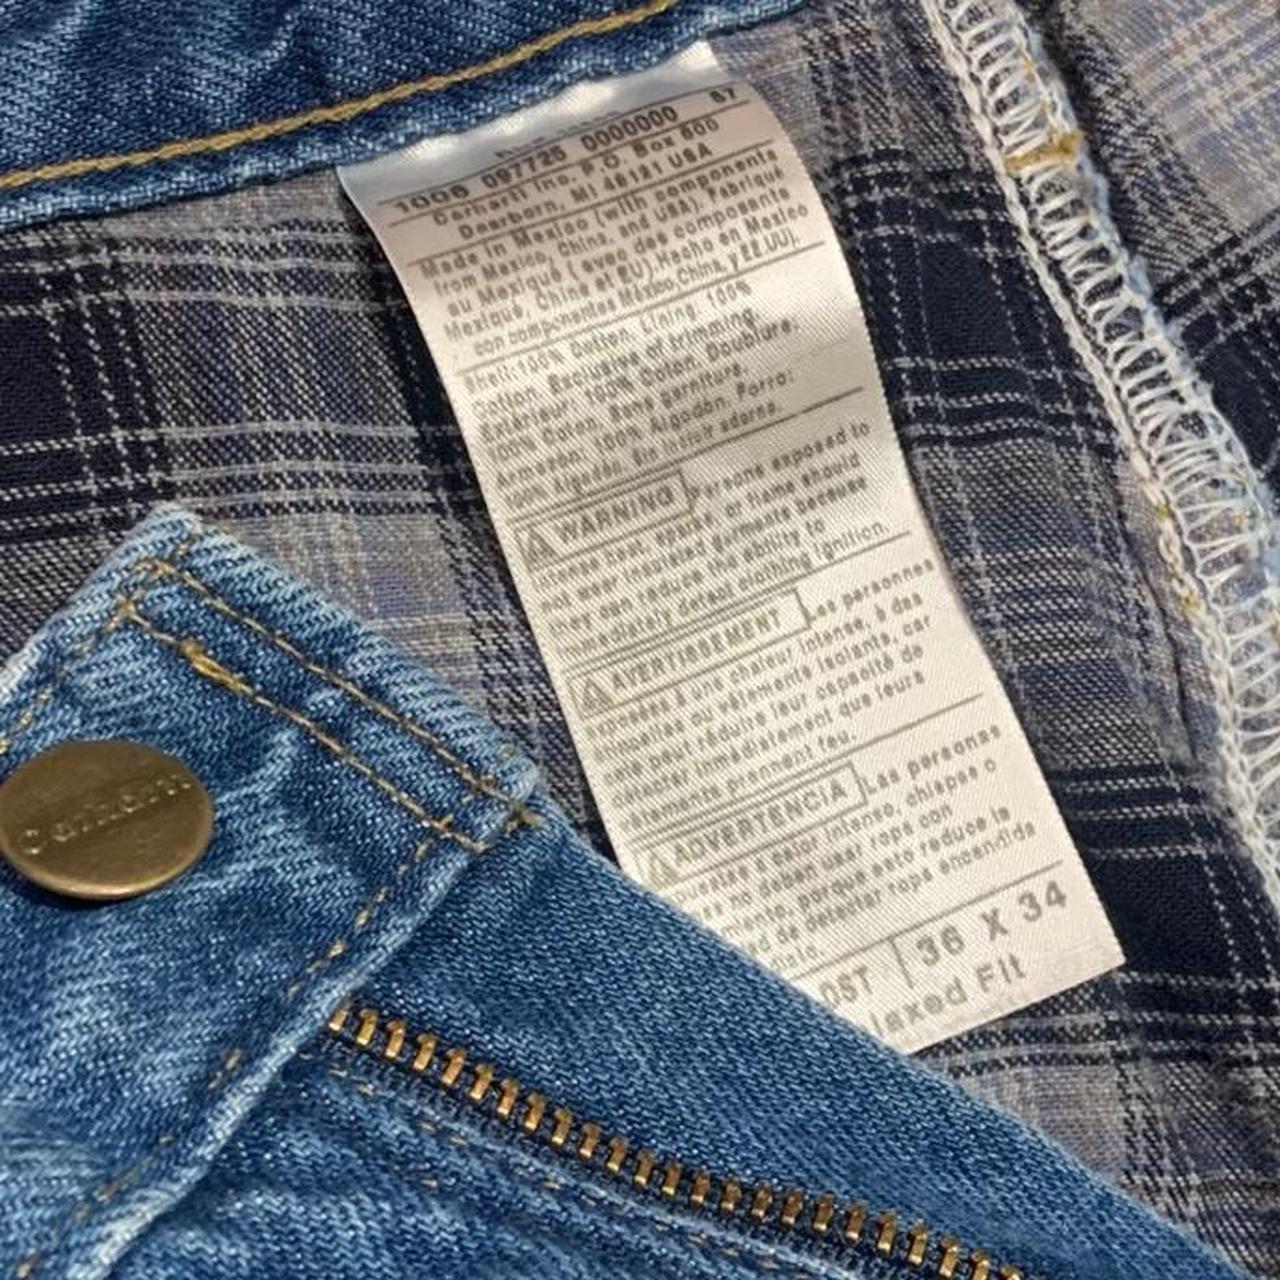 67
1008 097725 0000000
Carhartt Inc. P.O. Box 600
Dearborn, MI 48121 USA
Made in Mexico (with components
from Mexico, China, and USA). Fabriqué
au Mexique (avec des composants
Mexique, Chine et EU). Hecho en Mexico
con componentes México, China, y EE.UU).
Shell: 100% Cotton. Lining: 100%
Cotton. Exclusive of trimming.
Extérieur: 100% Coton. Doublure:
100% Coton. Sans garniture.
Armazón: 100% Algodón. Forro:
100% Algodón. Sin incluir adornos.
WARNING Persons exposed to
intense heat, sparks, or flame should
not wear insulated garments because
they can reduce the ability to
immediately detect clothing ignition.
AVERTISSEMENT Les personnes
exposées à une chaleur intense, à des
ou vêtements isolants, car
peut réduire leur capacité de
détecter immédiatement que leurs
vêtements prennent feu.
ADVERTENCIA Las personas
calor intenso, chispas o
no deben usar ropa con
porque esto reduce la
de detectar ropa encendida
OST 36 X 34
laxed Fit
Carhartt